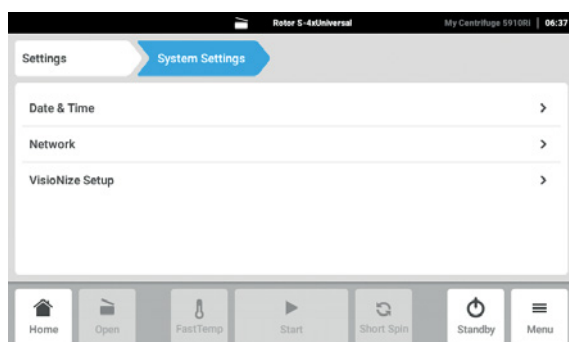 Rotor S-4xUniversal
My Centrifuge 5910Ri | 06:37
Settings
System Settings
Date & Time
Network
VisioNize Setup
Home
Open
FastTemp
Start
Short Spin
Standby
Menu